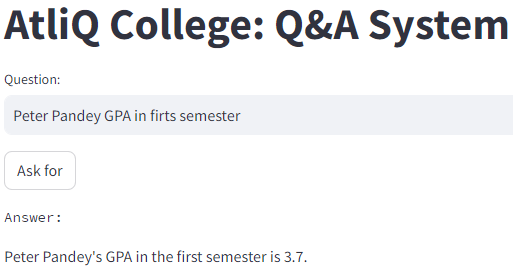 AtliQ College: Q&A System
Question:
Peter Pandey GPA in firts semester
Ask for
Answer:
Peter Pandey's GPA in the first semester is 3.7.